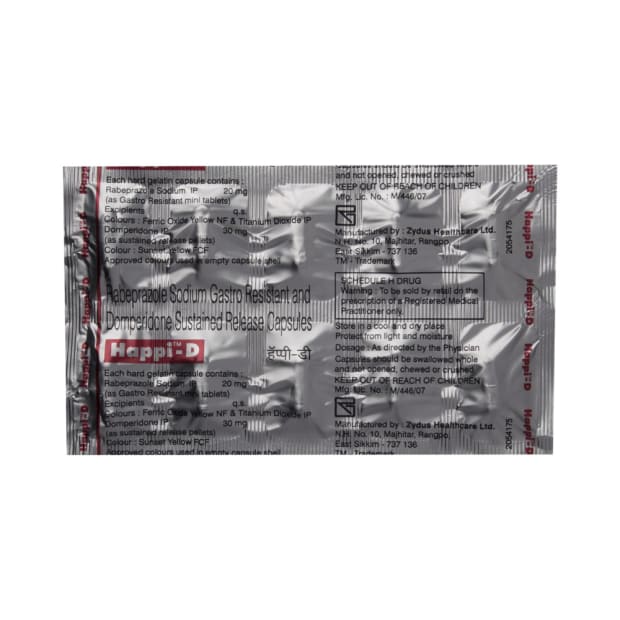 Each hard gelatin capsule contains :
Rabeprazole Sodium IP 20 mg
(as Gastro Resistant mini tablets)
Excipients q.s.
Colours : Ferric Oxide Yellow NF & Titanium Dioxide IP
Domperidone IP 30 mg
(as sustained release pellets)
Colour : Sunset Yellow FCF
Approved colours used in empty capsule shell
Rabeprazole Sodium Gastro Resistant and
Domperidone Sustained Release Capsules
Happi-D™
हॅप्पी-डी
Each hard gelatin capsule contains :
Rabeprazole Sodium IP 20 mg
(as Gastro Resistant mini tablets)
Excipients q.s.
Colours : Ferric Oxide Yellow NF & Titanium Dioxide IP
Domperidone IP 30 mg
(as sustained release pellets)
Colour : Sunset Yellow FCF
Approved colours used in empty capsule shell
Capsules should be swallowed whole
and not opened, chewed or crushed
KEEP OUT OF REACH OF CHILDREN
Mfg. Lic. No. : M/446/07
Manufactured by : Zydus Healthcare Ltd.
N.H. No. 10, Majhitar, Rangpo,
East Sikkim - 737 136
TM - Trademark
SCHEDULE H DRUG
Warning : To be sold by retail on the
prescription of a Registered Medical
Practitioner only.
Store in a cool and dry place
Protect from light and moisture
Dosage : As directed by the Physician
Capsules should be swallowed whole
and not opened, chewed or crushed
KEEP OUT OF REACH OF CHILDREN
Mfg. Lic. No. : M/446/07
Manufactured by : Zydus Healthcare Ltd.
N.H. No. 10, Majhitar, Rangpo,
East Sikkim - 737 136
TM - Trademark
2054175
2054175
Happi-D
Happi-D
Happi-D
Happi-D